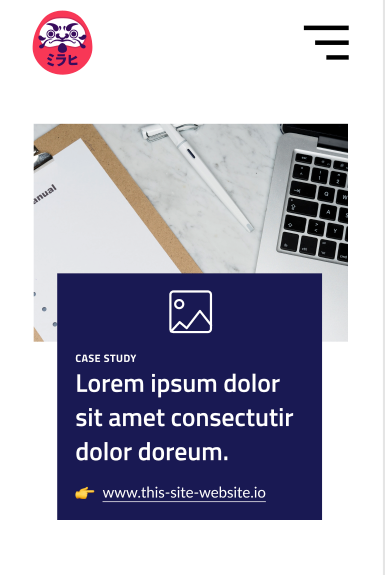 ミラヒ
anual
CASE STUDY
Lorem ipsum dolor
sit amet consectutir
dolor doreum.
👉 www.this-site-website.io